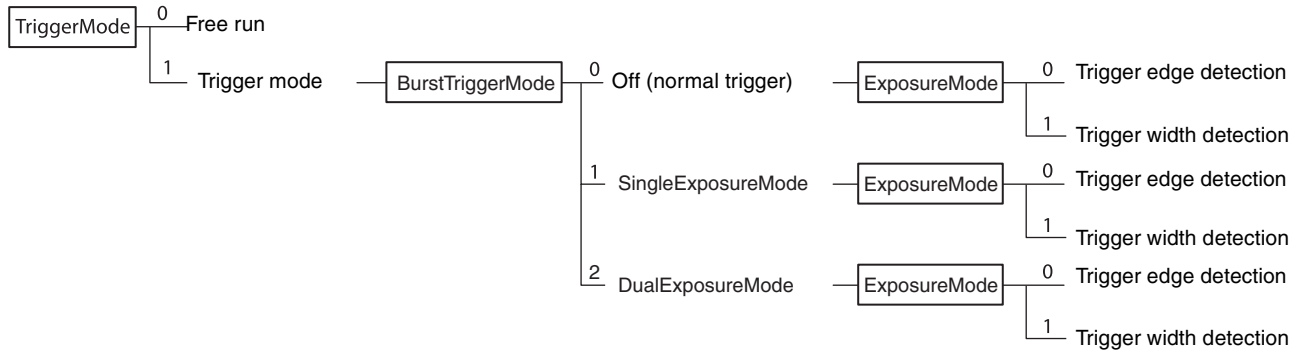 TriggerMode
0
Free run
1
Trigger mode
BurstTriggerMode
0
Off (normal trigger)
ExposureMode
0
Trigger edge detection
1
Trigger width detection
1
SingleExposureMode
ExposureMode
0
Trigger edge detection
1
Trigger width detection
2
DualExposureMode
ExposureMode
0
Trigger edge detection
1
Trigger width detection